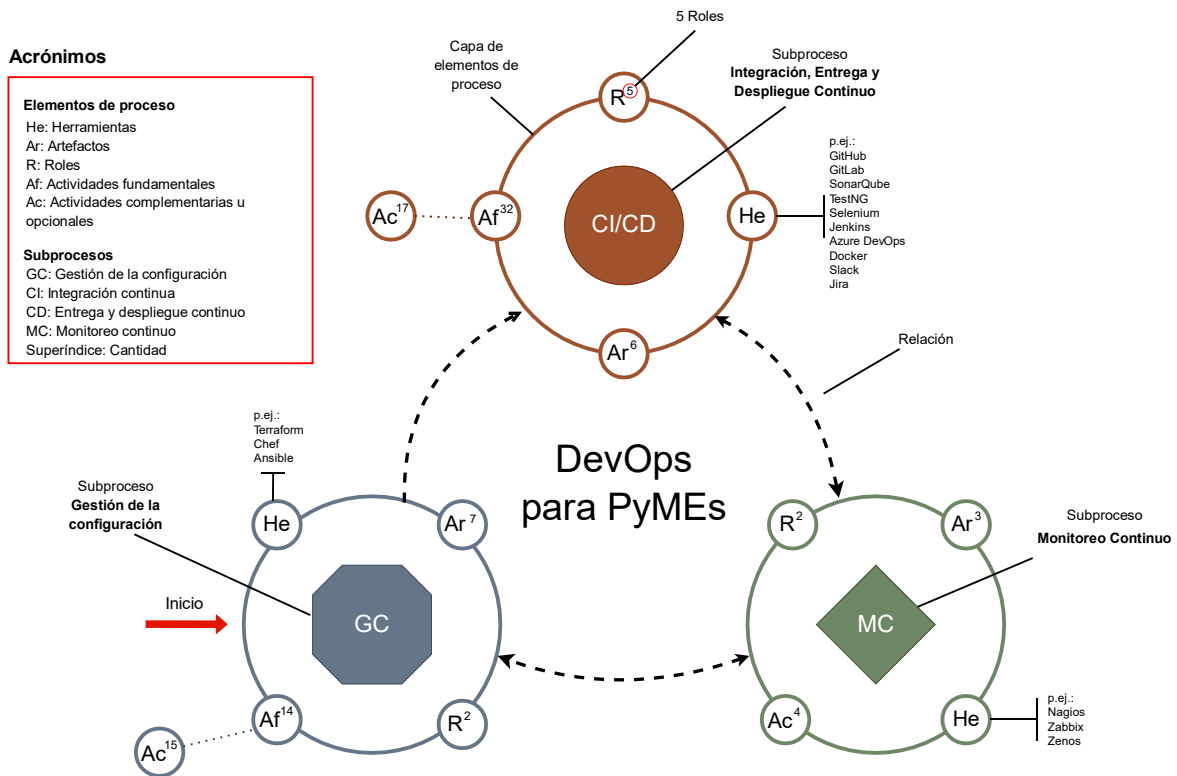 Acrónimos
Elementos de proceso
He: Herramientas
Ar: Artefactos
R: Roles
Af: Actividades fundamentales
Ac: Actividades complementarias u
opcionales
Subprocesos
GC: Gestión de la configuración
CI: Integración continua
CD: Entrega y despliegue continuo
MC: Monitoreo continuo
Superíndice: Cantidad
5 Roles
Capa de
elementos de
proceso
Subproceso
Integración, Entrega y
Despliegue Continuo
R5
Ac17
Af32
CI/CD
He
p.ej.:
GitHub
GitLab
SonarQube
TestNG
Selenium
Jenkins
Azure DevOps
Docker
Slack
Jira
Ar6
Relación
DevOps
para PyMEs
p.ej.:
Terraform
Chef
Ansible
Subproceso
Gestión de la
configuración
He
Ar7
Inicio
GC
Af14
R2
Ac15
R2
Ar3
Subproceso
Monitoreo Continuo
MC
Ac4
He
p.ej.:
Nagios
Zabbix
Zenos